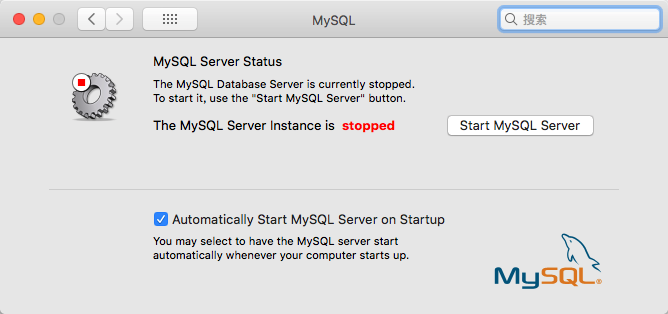 MySQL
搜索
MySQL Server Status
The MySQL Database Server is currently stopped.
To start it, use the "Start MySQL Server" button.
The MySQL Server Instance is stopped
Start MySQL Server
Automatically Start MySQL Server on Startup
You may select to have the MySQL server start
automatically whenever your computer starts up.
MySQL®